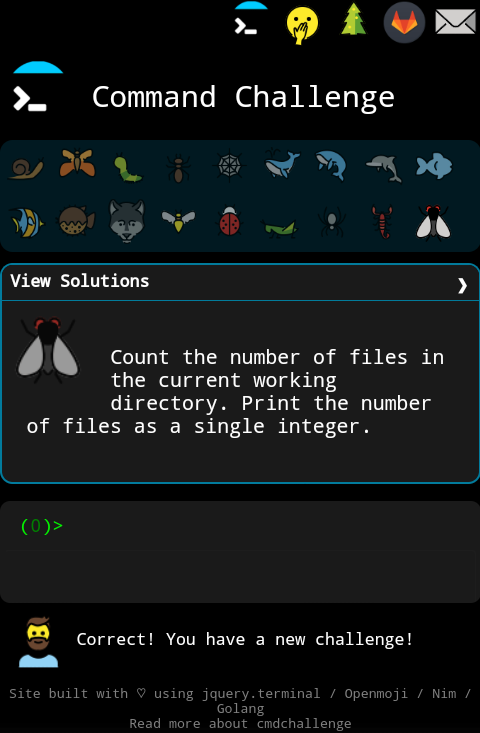 Command Challenge
View Solutions
Count the number of files in
the current working
directory. Print the number
of files as a single integer.
(0)>
Correct! You have a new challenge!
Site built with ♡ using jquery.terminal / Openmoji / Nim /
Golang
Read more about cmdchallenge